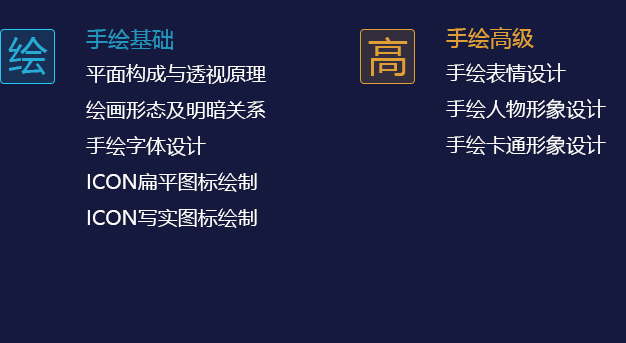 绘
手绘基础
平面构成与透视原理
绘画形态及明暗关系
手绘字体设计
ICON扁平图标绘制
ICON写实图标绘制
高
手绘高级
手绘表情设计
手绘人物形象设计
手绘卡通形象设计